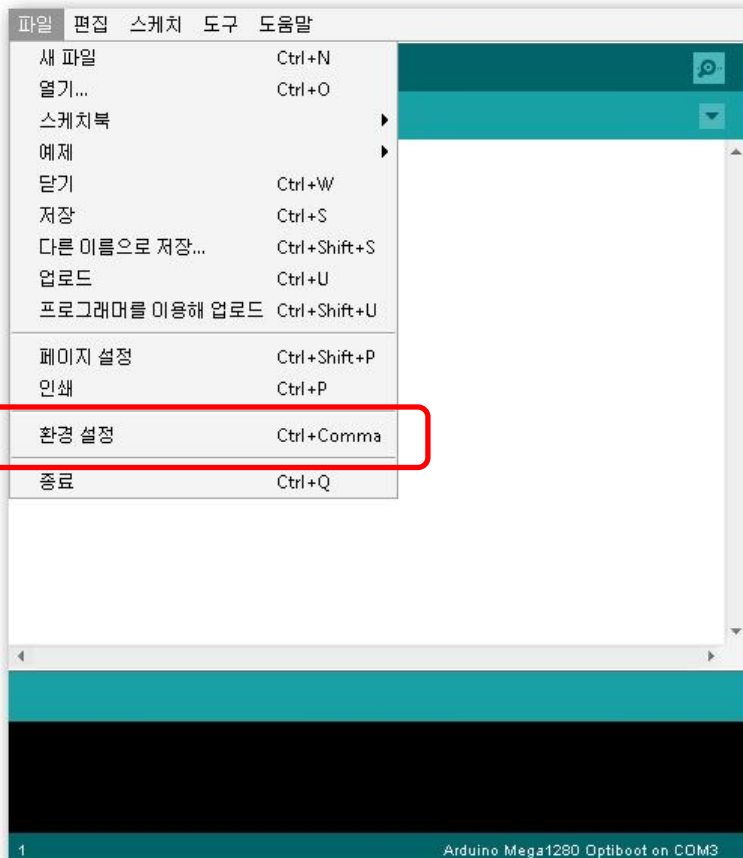 파일 편집 스케치 도구 도움말
새 파일 Ctrl+N
열기... Ctrl+O
스케치북
예제
닫기 Ctrl+W
저장 Ctrl+S
다른 이름으로 저장... Ctrl+Shift+S
업로드 Ctrl+U
프로그래머를 이용해 업로드 Ctrl+Shift+U
페이지 설정 Ctrl+Shift+P
인쇄 Ctrl+P
환경 설정 Ctrl+Comma
종료 Ctrl+Q
1 Arduino Mega1280 Optiboot on COM3